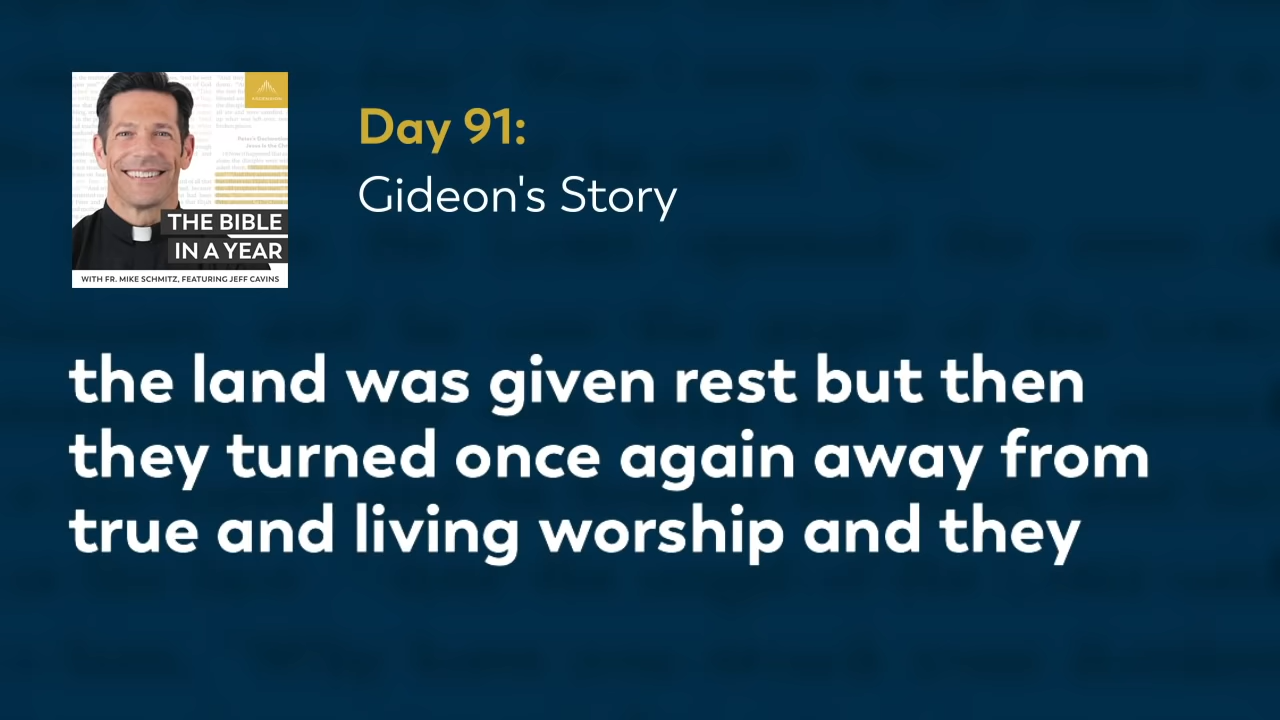 THE BIBLE
IN A YEAR
WITH FR. MIKE SCHMITZ, FEATURING JEFF CAVINS
Day 91:
Gideon's Story
the land was given rest but then
they turned once again away from
true and living worship and they